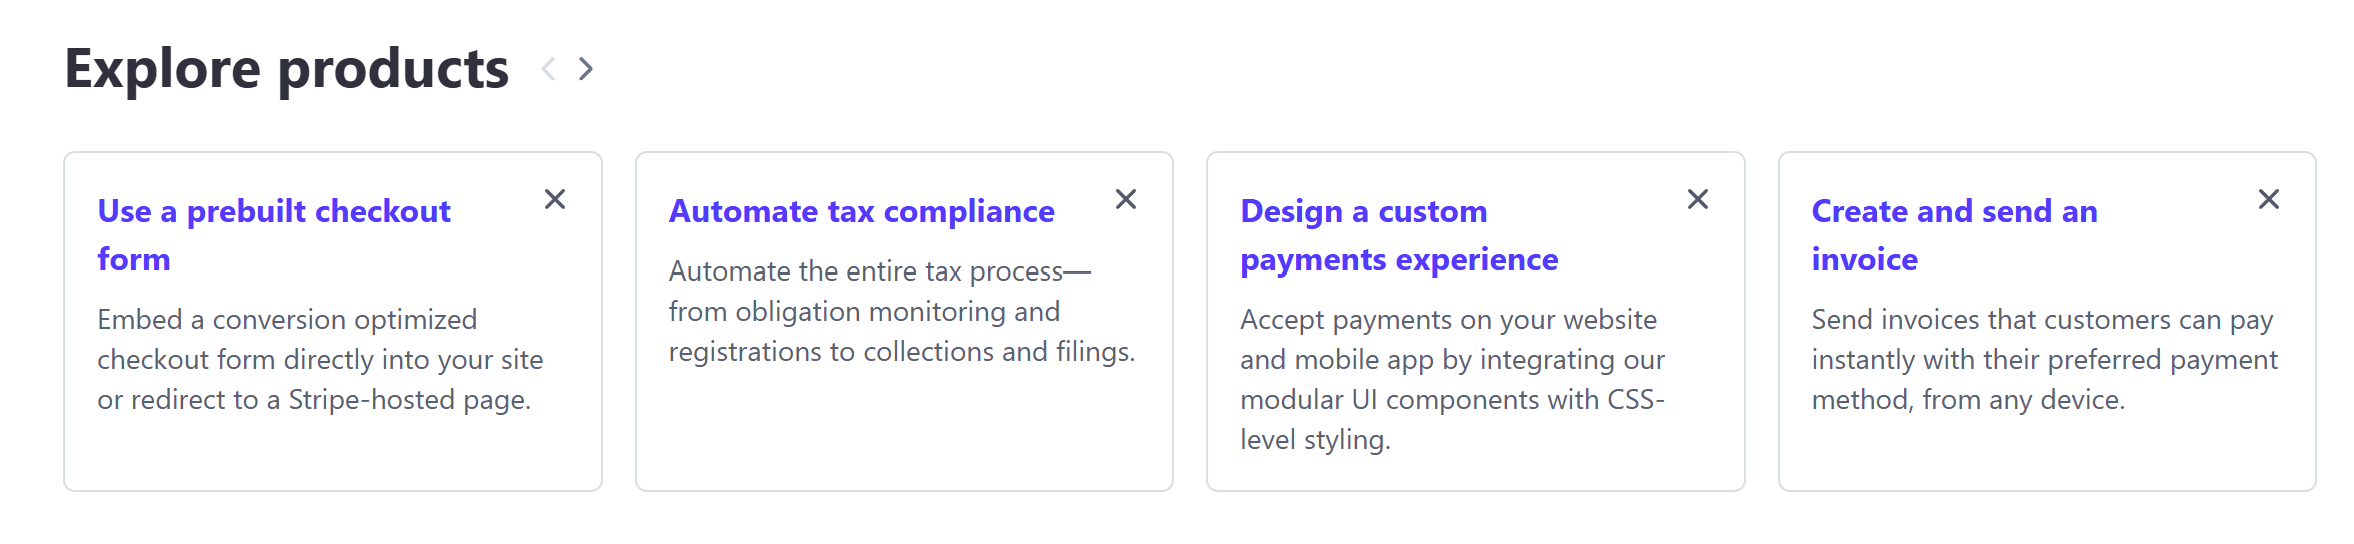 Explore products
Use a prebuilt checkout
form
Embed a conversion optimized
checkout form directly into your site
or redirect to a Stripe-hosted page.
Automate tax compliance
Automate the entire tax process—
from obligation monitoring and
registrations to collections and filings.
Design a custom
payments experience
Accept payments on your website
and mobile app by integrating our
modular UI components with CSS-
level styling.
Create and send an
invoice
Send invoices that customers can pay
instantly with their preferred payment
method, from any device.